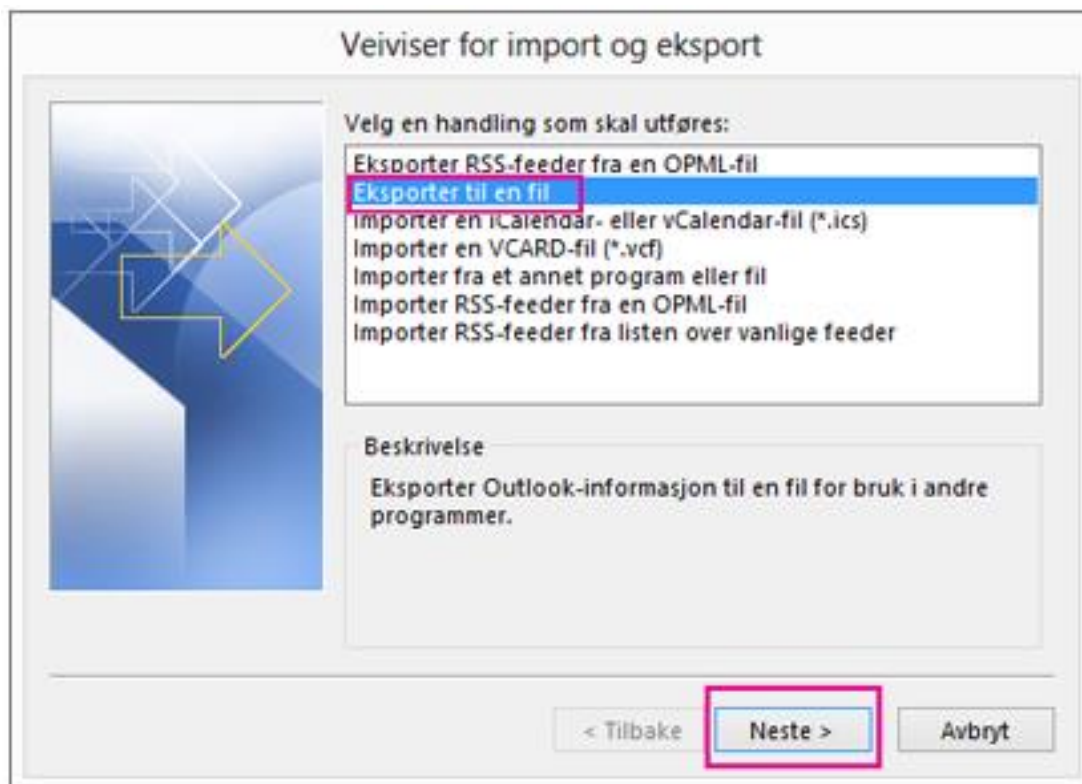 Veiviser for import og eksport
Velg en handling som skal utføres:
Eksporter RSS-feeder fra en OPML-fil
Eksporter til en fil
Importer en iCalendar- eller vCalendar-fil (*.ics)
Importer en VCARD-fil (*.vcf)
Importer fra et annet program eller fil
Importer RSS-feeder fra en OPML-fil
Importer RSS-feeder fra listen over vanlige feeder
Beskrivelse
Eksporter Outlook-informasjon til en fil for bruk i andre
programmer.
< Tilbake Neste > Avbryt